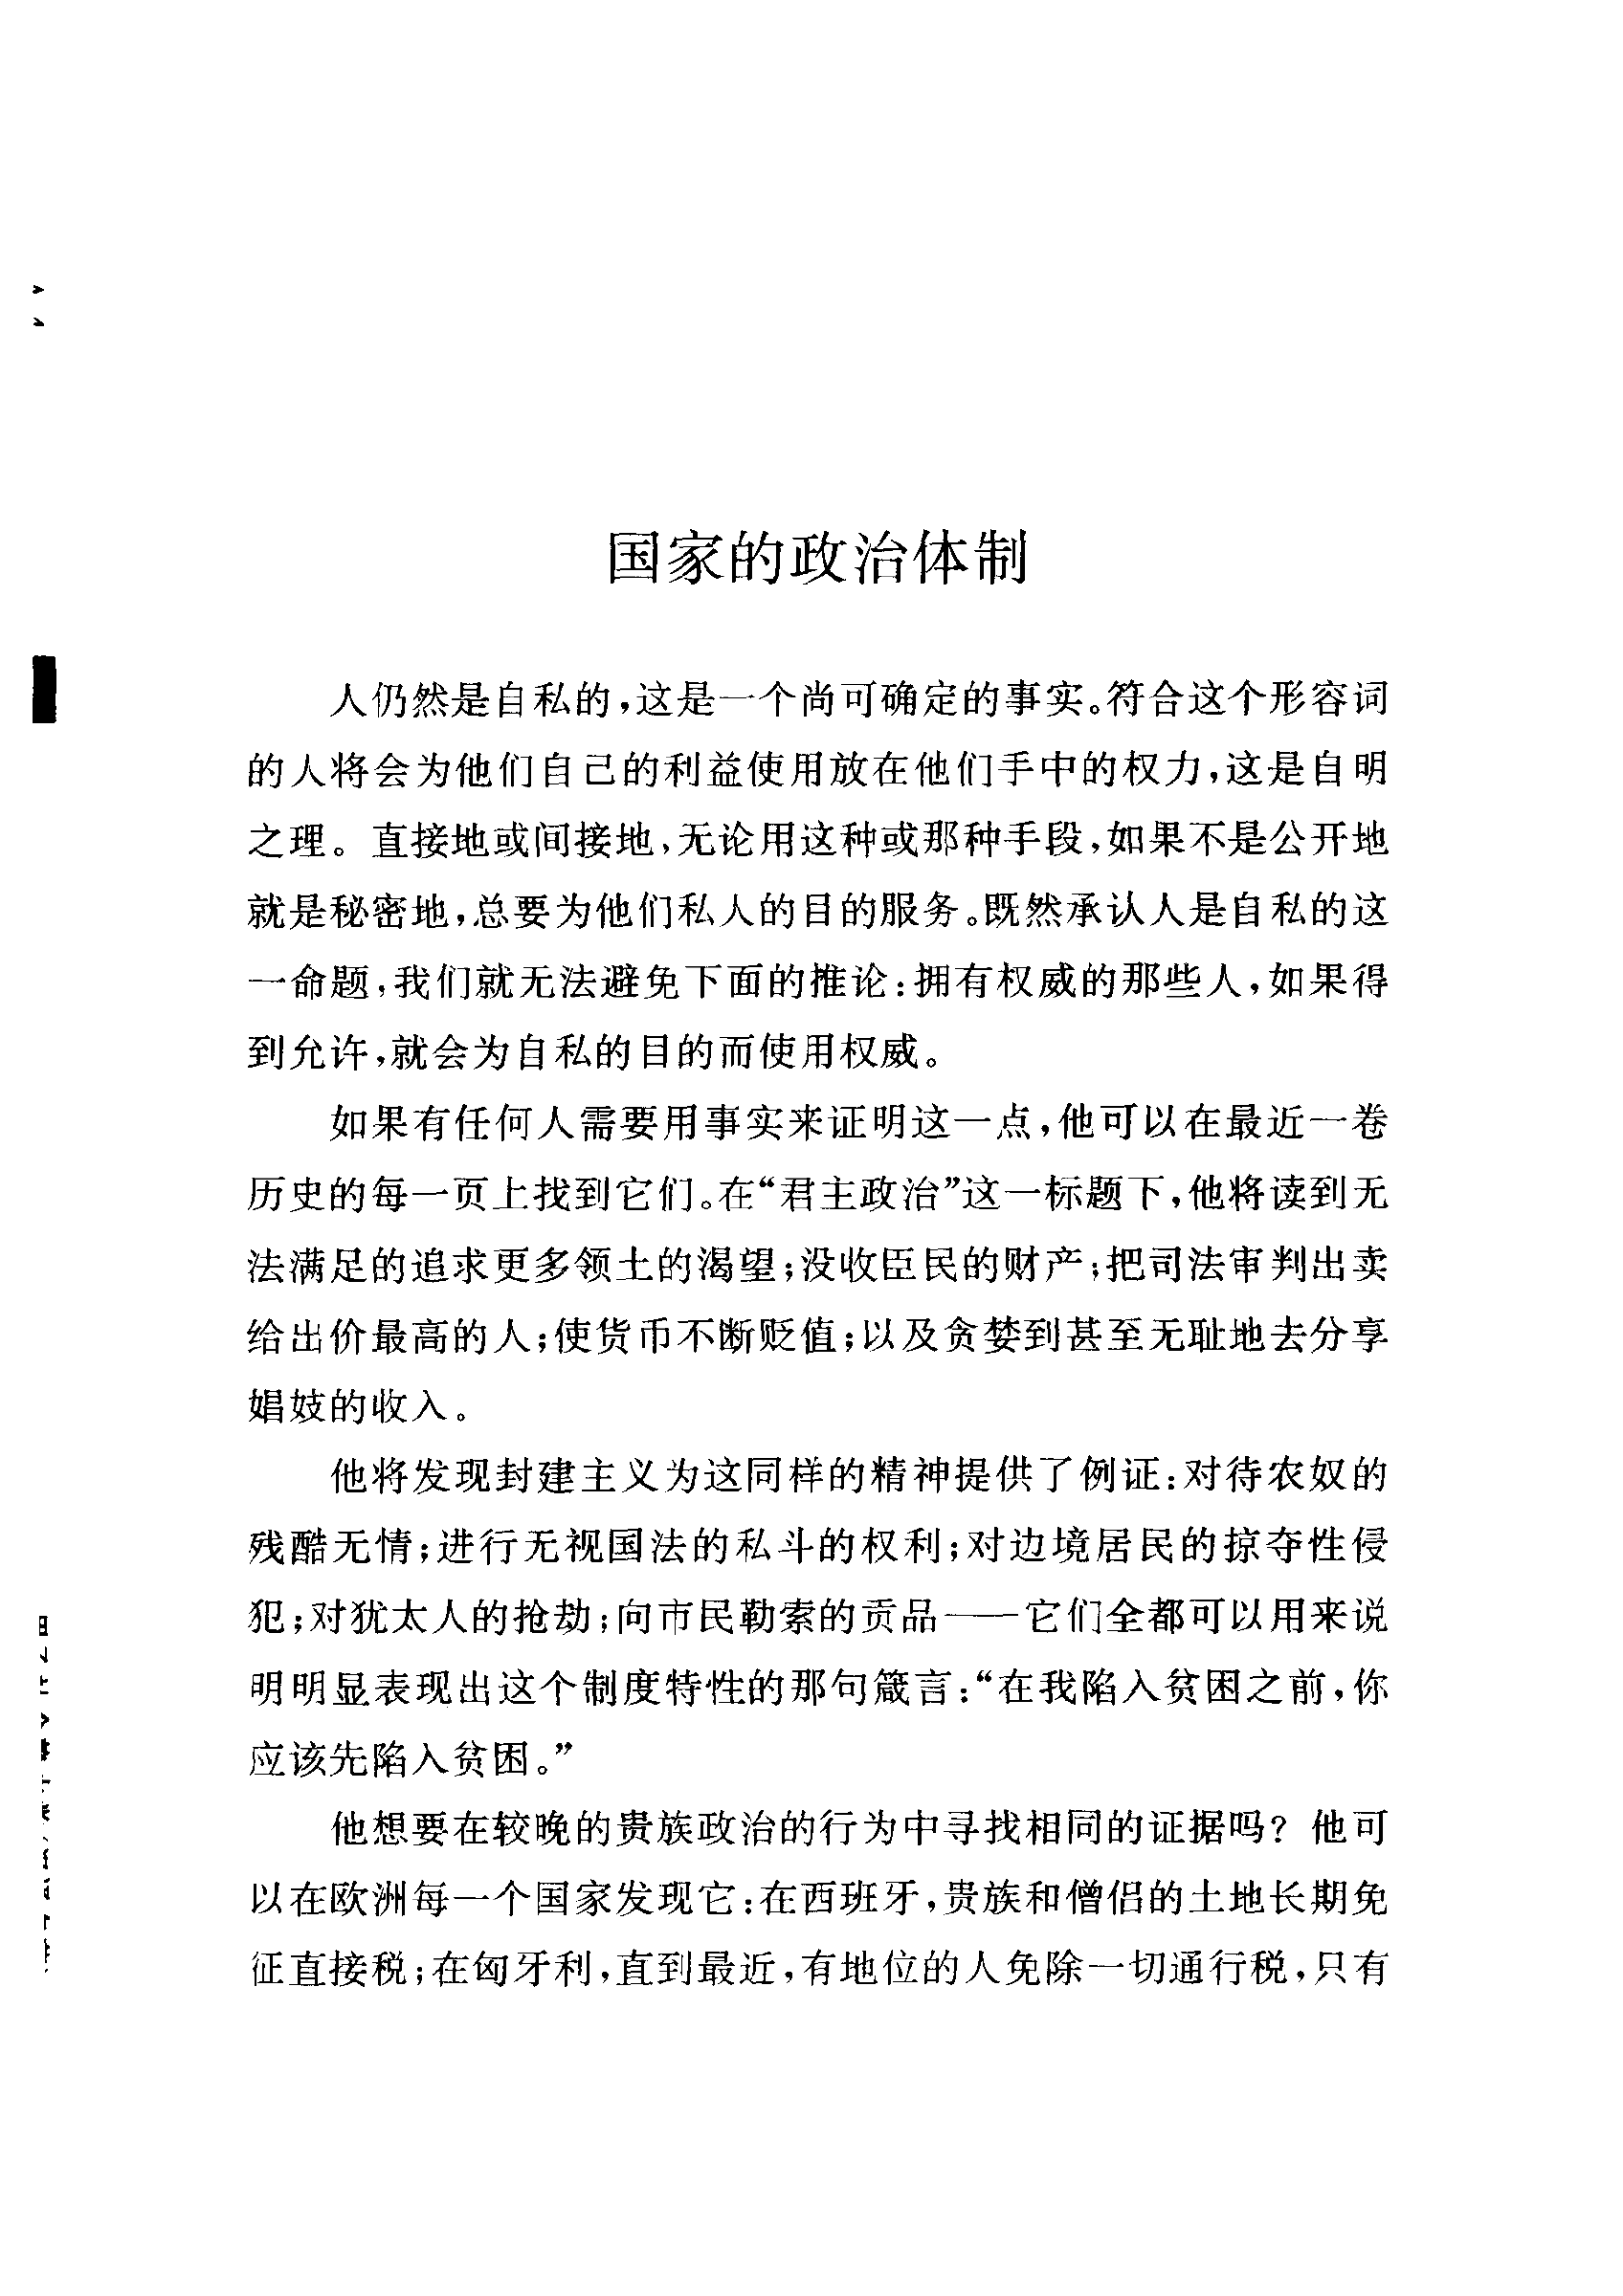 国家的政治体制
人仍然是自私的,这是一个尚可确定的事实。符合这个形容词
的人将会为他们自己的利益使用放在他们手中的权力,这是自明
之理。直接地或间接地,无论用这种或那种手段,如果不是公开地
就是秘密地,总要为他们私人的目的服务。既然承认人是自私的这
一命题,我们就无法避免下面的推论:拥有权威的那些人,如果得
到允许,就会为自私的目的而使用权威。
如果有任何人需要用事实来证明这一点,他可以在最近一卷
历史的每一页上找到它们。在“君主政治”这一标题下,他将读到无
法满足的追求更多领土的渴望;没收臣民的财产;把司法审判出卖
给出价最高的人;使货币不断贬值;以及贪婪到甚至无耻地去分享
娼妓的收入。
他将发现封建主义为这同样的精神提供了例证:对待农奴的
残酷无情;进行无视国法的私斗的权利;对边境居民的掠夺性侵
犯;对犹太人的抢劫;向市民勒索的贡品——它们全都可以用来说
明明显表现出这个制度特性的那句箴言:“在我陷入贫困之前,你
应该先陷入贫困。”
他想要在较晚的贵族政治的行为中寻找相同的证据吗? 他可
以在欧洲每一个国家发现它:在西班牙,贵族和僧侣的土地长期免
征直接税;在匈牙利,直到最近,有地位的人免除一切通行税,只有